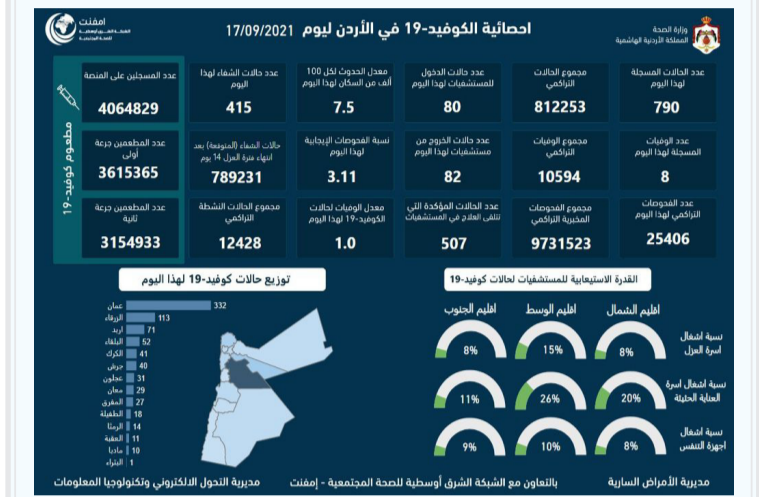 احصائية الكوفيد-19 في الأردن ليوم 17/09/2021
وزارة الصحة
المملكة الأردنية الهاشمية
امفنت
عدد الحالات المسجلة
لهذا اليوم
790
مجموع الحالات
التراكمي
812253
عدد حالات الدخول
للمستشفيات لهذا اليوم
80
معدل الحدوث لكل 100
ألف من السكان لهذا اليوم
7.5
عدد حالات الشفاء لهذا
اليوم
415
عدد المسجلين على المنصة
4064829
عدد الوفيات
المسجلة لهذا اليوم
8
مجموع الوفيات
التراكمي
10594
عدد حالات الخروج من
مستشفيات لهذا اليوم
82
نسبة الفحوصات الإيجابية
لهذا اليوم
3.11
حالات الشفاء (المتوقعة) بعد
انتهاء فترة العزل 14 يوم
789231
عدد المطعمين جرعة
أولى
3615365
عدد الفحوصات
التراكمي لهذا اليوم
25406
مجموع الفحوصات
المخبرية التراكمي
9731523
عدد الحالات المؤكدة التي
تتلقى العلاج في المستشفيات
507
معدل الوفيات لحالات
الكوفيد-19 لهذا اليوم
1.0
مجموع الحالات النشطة
التراكمي
12428
عدد المطعمين جرعة
ثانية
3154933
مطعوم كوفيد-19
القدرة الاستيعابية للمستشفيات لحالات كوفيد-19
اقليم الشمال
اقليم الوسط
اقليم الجنوب
نسبة اشغال
اسرة العزل
8%
15%
8%
نسبة اشغال اسرة
العناية الحثيثة
20%
26%
11%
نسبة اشغال
اجهزة التنفس
8%
10%
9%
توزيع حالات كوفيد-19 لهذا اليوم
عمان 332
الزرقاء 113
اربد 71
البلقاء 52
الكرك 41
جرش 40
عجلون 31
معان 29
المفرق 27
الطفيلة 18
الرمثا 14
العقبة 11
مادبا 10
البتراء 1
مديرية الأمراض السارية
بالتعاون مع الشبكة الشرق أوسطية للصحة المجتمعية - إمفنت
مديرية التحول الالكتروني وتكنولوجيا المعلومات